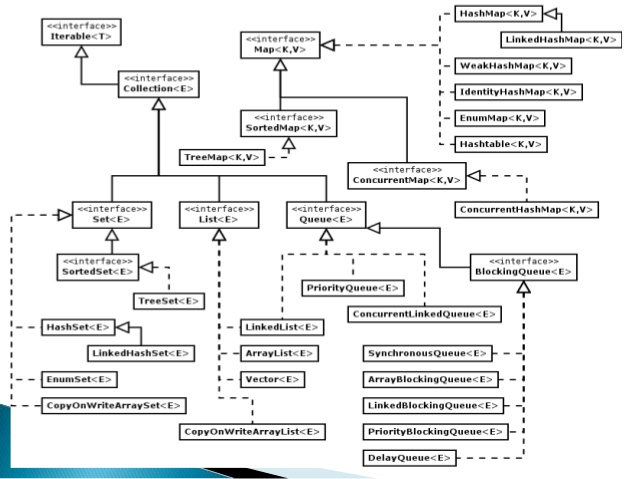 <<interface>>
Iterable<T>
<<interface>>
Collection<E>
<<interface>>
Map<K,V>
HashMap<K,V>
LinkedHashMap<K,V>
WeakHashMap<K,V>
IdentityHashMap<K,V>
EnumMap<K,V>
Hashtable<K,V>
<<interface>>
SortedMap<K,V>
TreeMap<K,V>
<<interface>>
ConcurrentMap<K,V>
ConcurrentHashMap<K,V>
<<interface>>
Set<E>
<<interface>>
List<E>
<<interface>>
Queue<E>
<<interface>>
SortedSet<E>
<<interface>>
BlockingQueue<E>
TreeSet<E>
PriorityQueue<E>
ConcurrentLinkedQueue<E>
HashSet<E>
LinkedHashSet<E>
EnumSet<E>
CopyOnWriteArraySet<E>
LinkedList<E>
ArrayList<E>
Vector<E>
CopyOnWriteArrayList<E>
SynchronousQueue<E>
ArrayBlockingQueue<E>
LinkedBlockingQueue<E>
PriorityBlockingQueue<E>
DelayQueue<E>